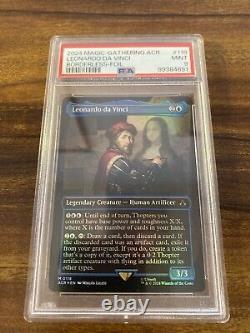 2024 MAGIC-GATHERING ACR #118
LEONARDO DA VINCI MINT
BORDERLESS-FOIL 9
PSA
Leonardo da Vinci
Legendary Creature — Human Artificer
Until end of turn, Thopters you
control have base power and toughness X/X,
where X is the number of cards in your hand.
Draw a card, then discard a card. If
the discarded card was an artifact card, exile it
from your graveyard. If you do, create a token
that's a copy of it, except it's a 0/2 Thopter
artifact creature with flying in addition to its
other types.
3/3
M 0118